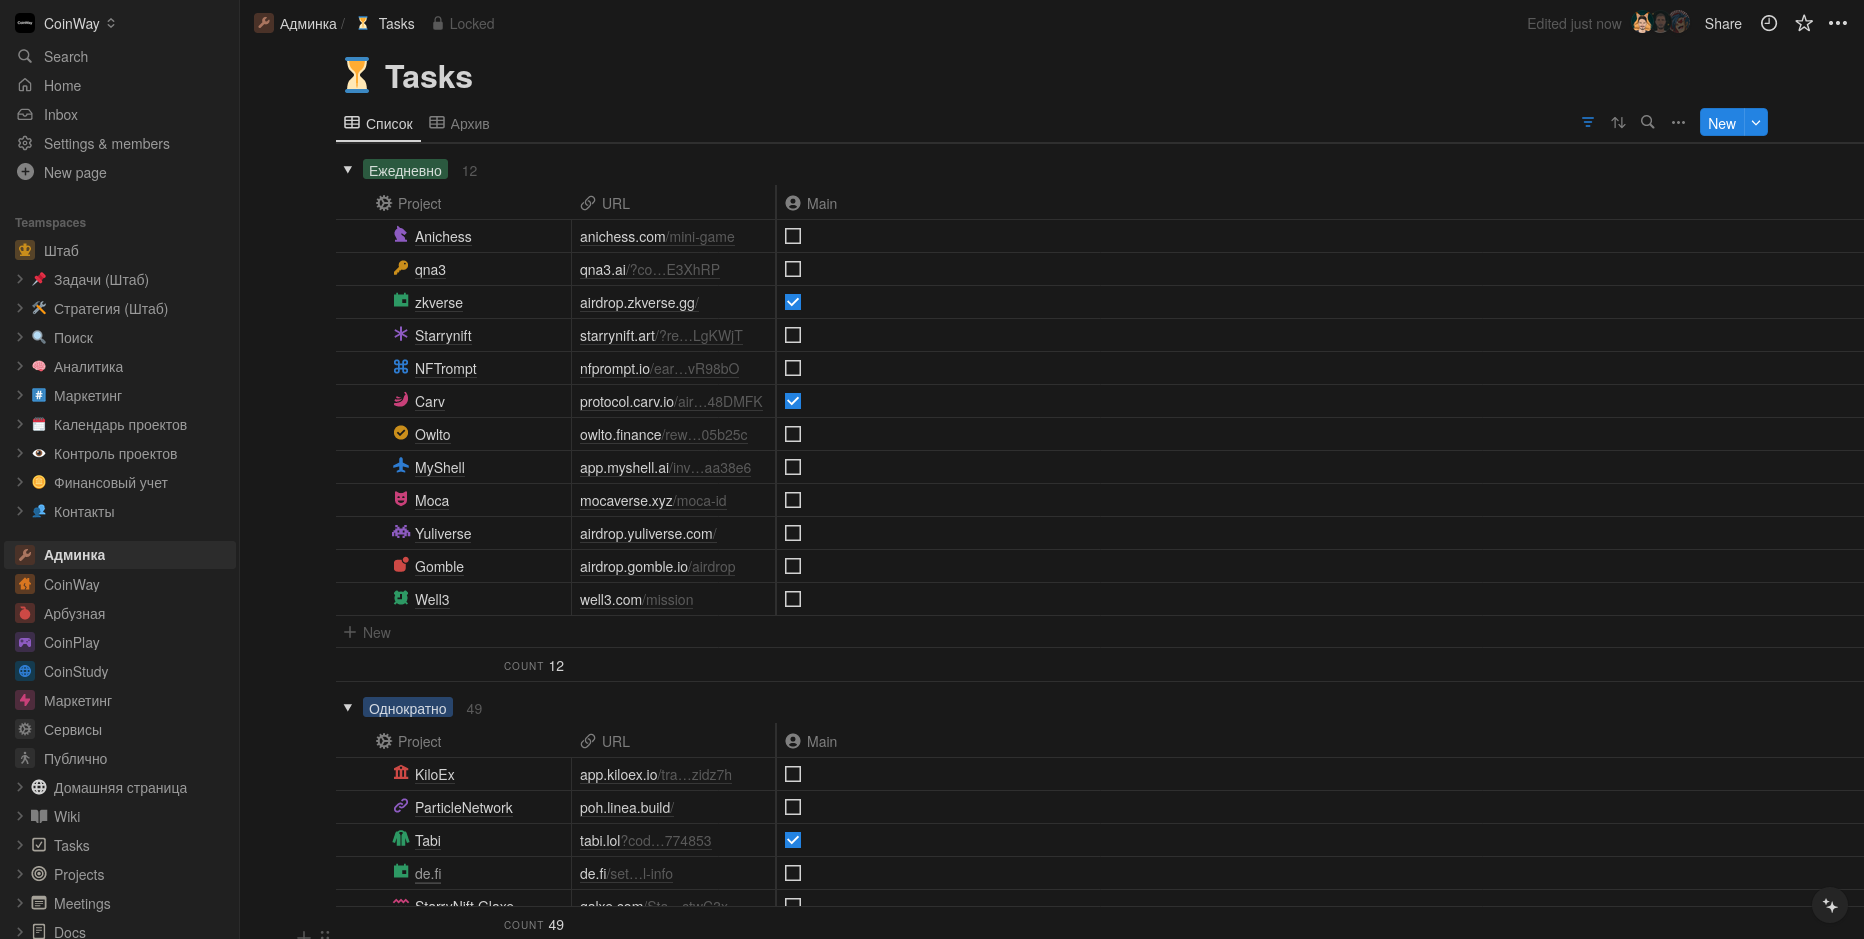 CoinWay
Search
Home
Inbox
Settings & members
New page
Teamspaces
Штаб
Задачи (Штаб)
Стратегия (Штаб)
Поиск
Аналитика
Маркетинг
Календарь проектов
Контроль проектов
Финансовый учет
Контакты
Админка
CoinWay
Арбузная
CoinPlay
CoinStudy
Маркетинг
Сервисы
Публично
Домашняя страница
Wiki
Tasks
Projects
Meetings
Docs
Админка / Tasks Locked
Edited just now Share
Tasks
Список Архив
New
Ежедневно 12
Project URL Main
Anichess anichess.com/mini-game
qna3 qna3.ai/?co…E3XhRP
zkverse airdrop.zkverse.gg/
Starrynift starrynift.art/?re…LgKWjT
NFTrompt nfprompt.io/ear…vR98bO
Carv protocol.carv.io/air…48DMFK
Owlto owlto.finance/rew…05b25c
MyShell app.myshell.ai/inv…aa38e6
Moca mocaverse.xyz/moca-id
Yuliverse airdrop.yuliverse.com/
Gomble airdrop.gomble.io/airdrop
Well3 well3.com/mission
New
COUNT 12
Однократно 49
Project URL Main
KiloEx app.kiloex.io/tra…zidz7h
ParticleNetwork poh.linea.build/
Tabi tabi.lol?cod…774853
de.fi de.fi/set…l-info
COUNT 49